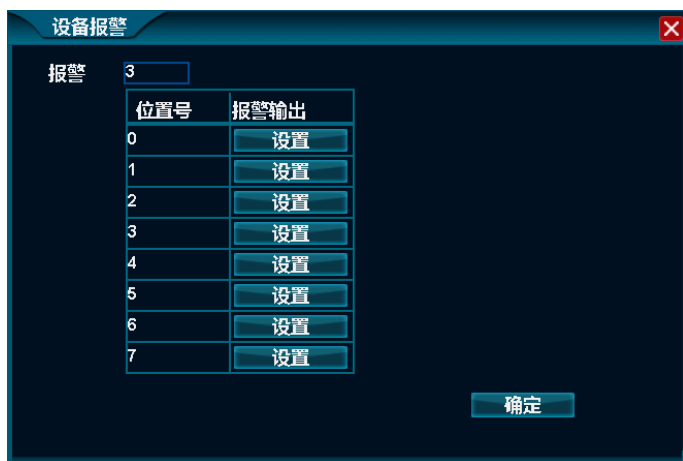 设备报警
报警 3
位置号 报警输出
0 设置
1 设置
2 设置
3 设置
4 设置
5 设置
6 设置
7 设置
确定